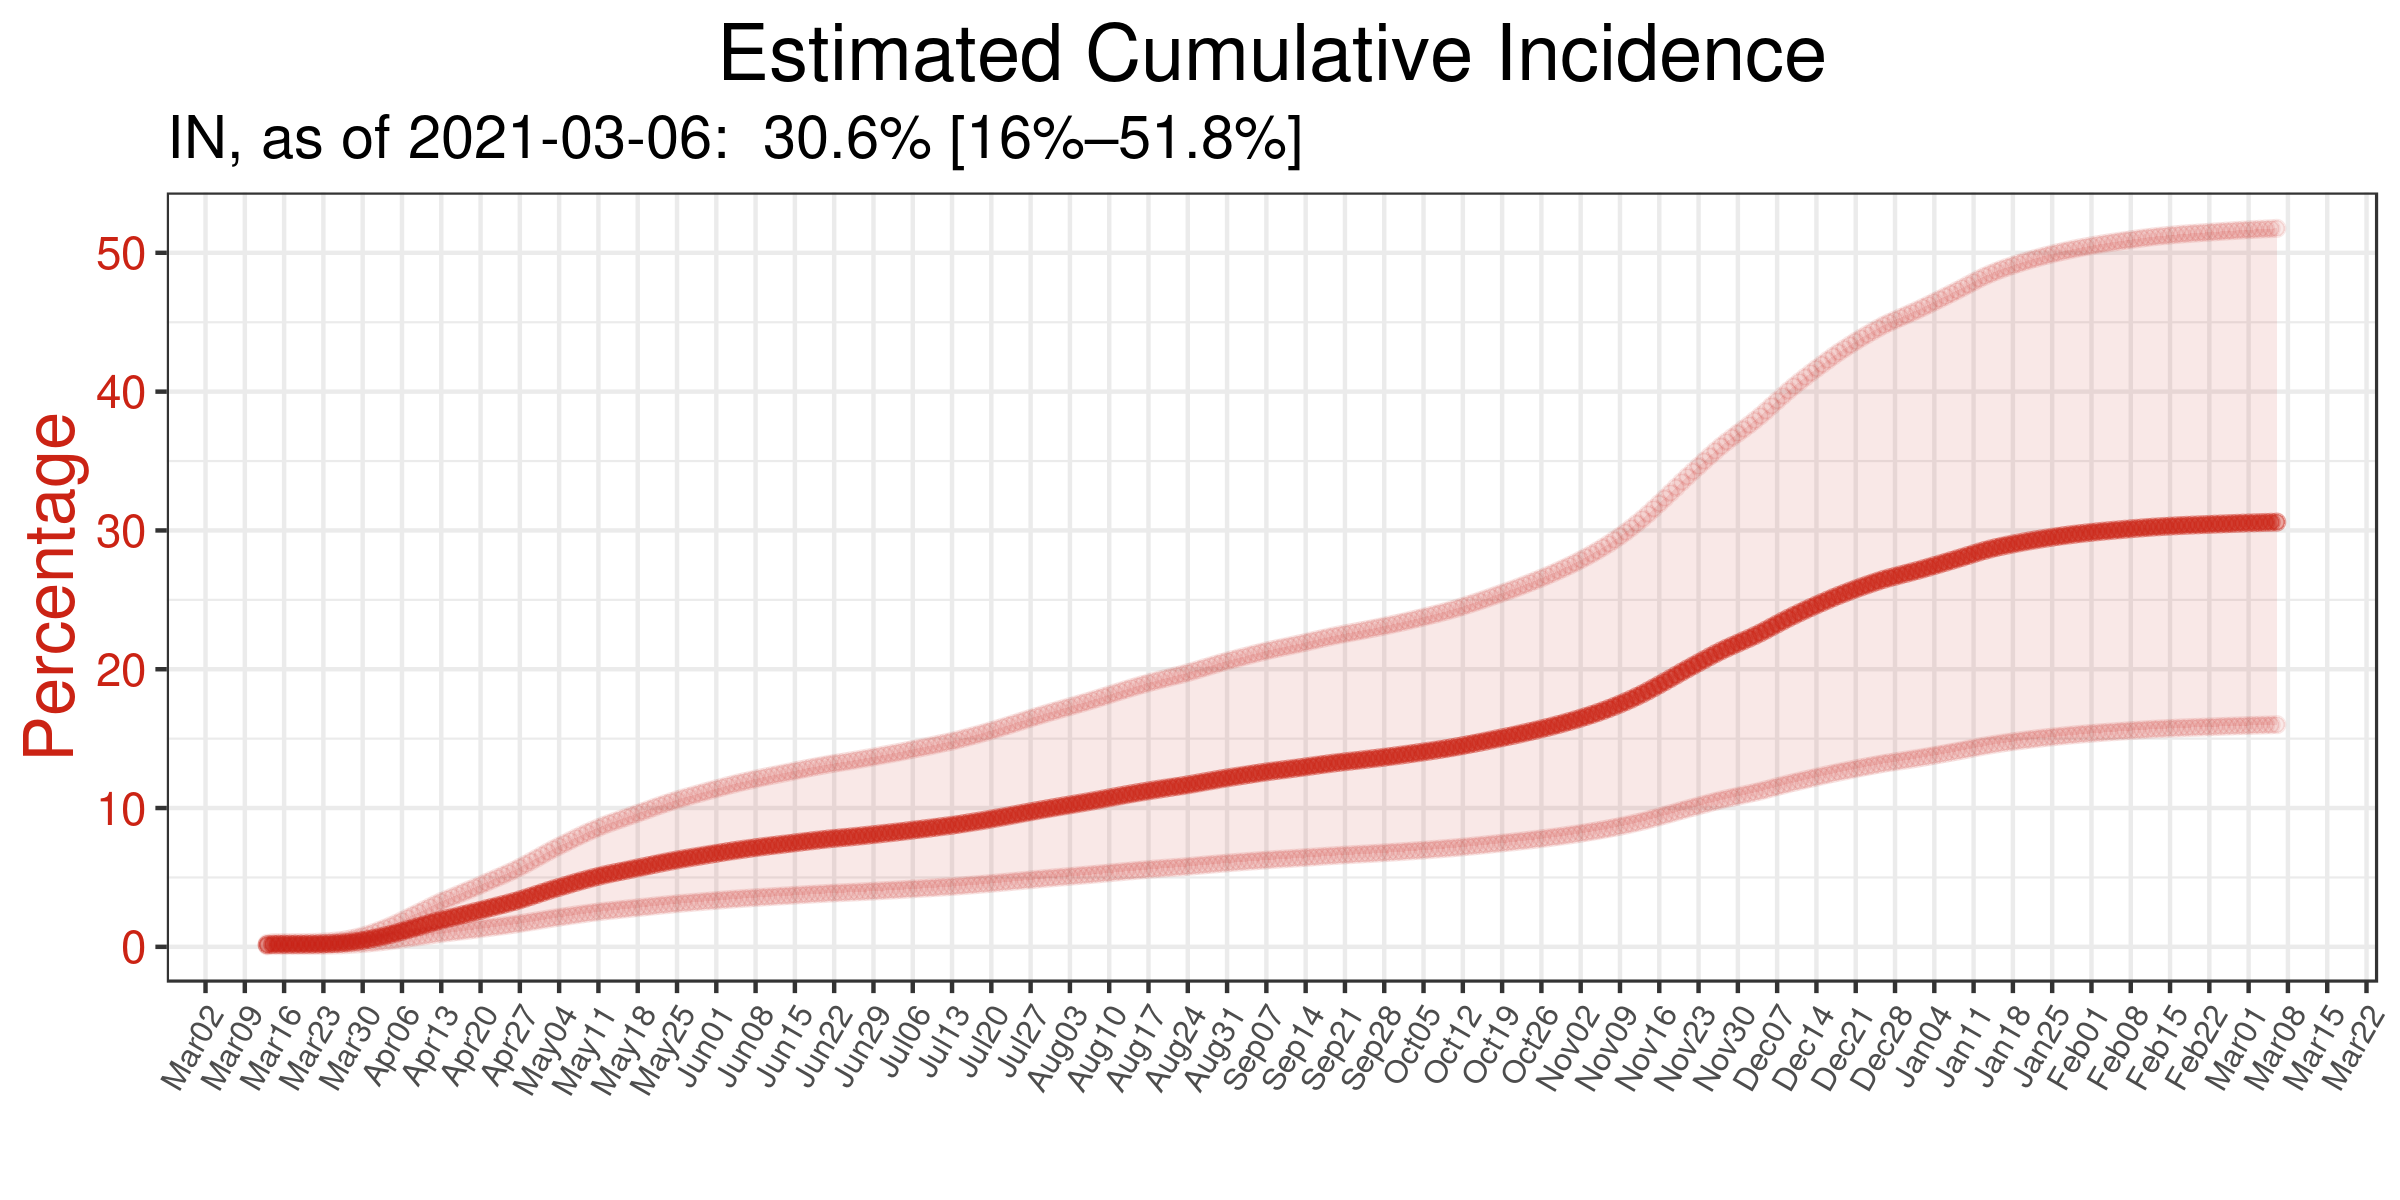 Estimated Cumulative Incidence
IN, as of 2021-03-06:  30.6% [16%–51.8%]
Percentage
50
40
30
20
10
0
Mar02
Mar09
Mar16
Mar23
Mar30
Apr06
Apr13
Apr20
Apr27
May04
May11
May18
May25
Jun01
Jun08
Jun15
Jun22
Jun29
Jul06
Jul13
Jul20
Jul27
Aug03
Aug10
Aug17
Aug24
Aug31
Sep07
Sep14
Sep21
Sep28
Oct05
Oct12
Oct19
Oct26
Nov02
Nov09
Nov16
Nov23
Nov30
Dec07
Dec14
Dec21
Dec28
Jan04
Jan11
Jan18
Jan25
Feb01
Feb08
Feb15
Feb22
Mar01
Mar08
Mar15
Mar22